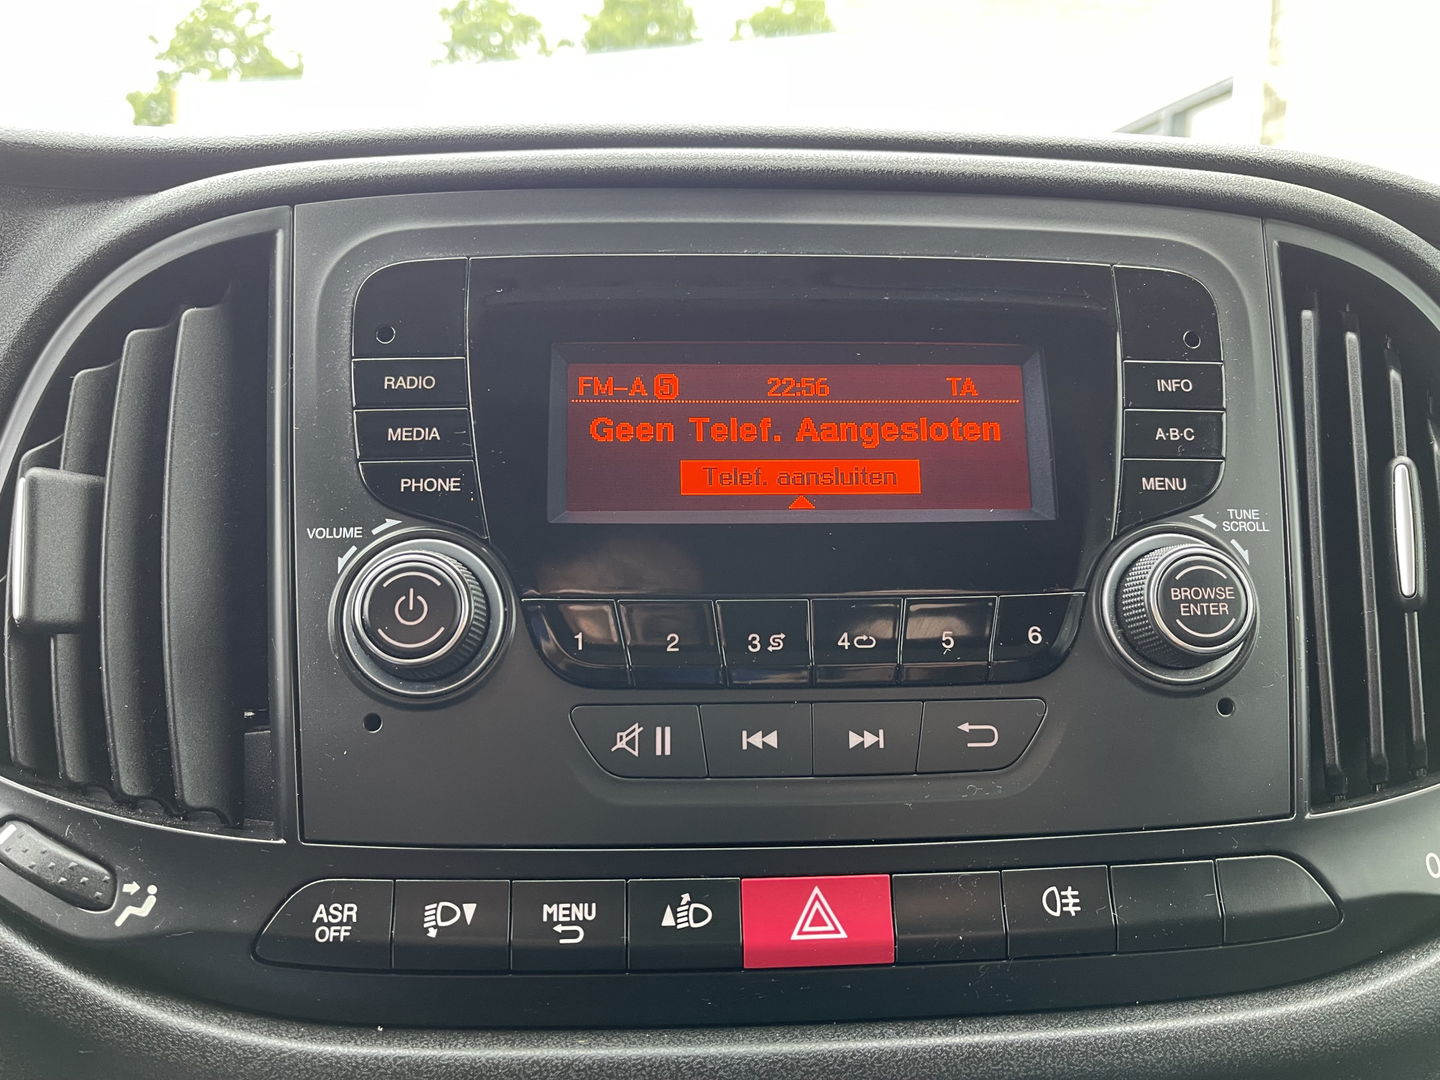 FM-A 5 22:56 TA
Geen Telef. Aangesloten
Telef. aansluiten
RADIO
MEDIA
PHONE
INFO
A·B·C
MENU
VOLUME
TUNE
SCROLL
BROWSE
ENTER
1 2 3 4 5 6
ASR
OFF
MENU
0